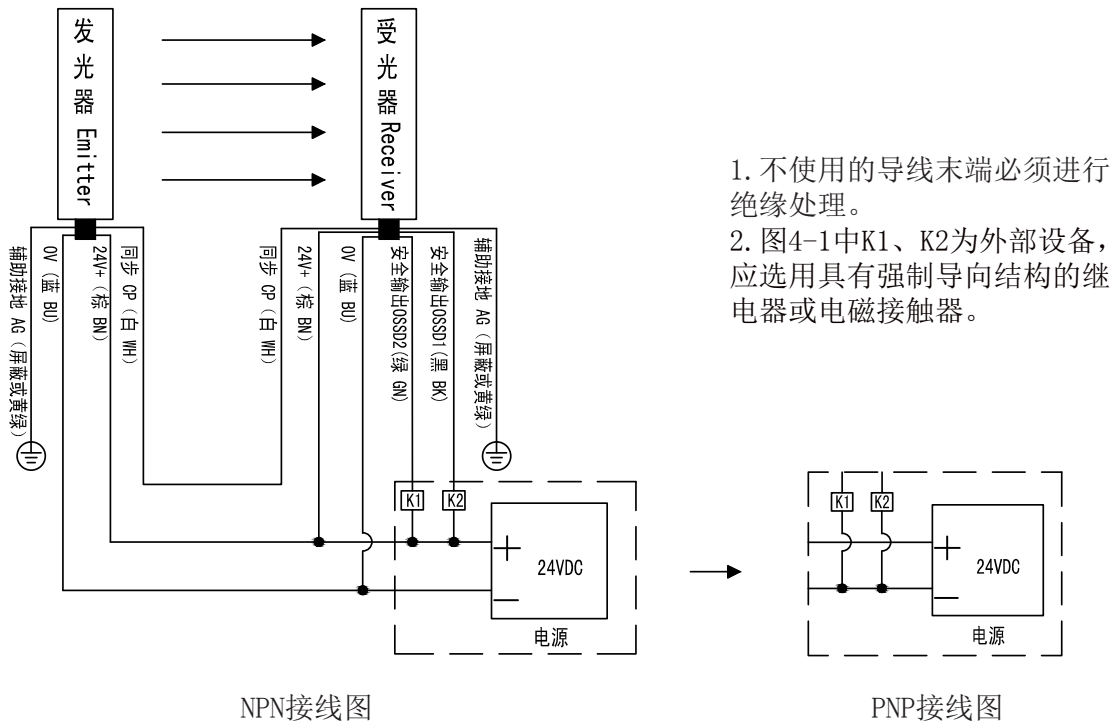 发光器 Emitter
受光器 Receiver
辅助接地 AG（屏蔽或黄绿）
0V（蓝 BU）
24V+（棕 BN）
同步 CP（白 WH）
同步 CP（白 WH）
24V+（棕 BN）
0V（蓝 BU）
安全输出OSSD2(绿 GN)
安全输出OSSD1(黑 BK)
辅助接地 AG（屏蔽或黄绿）
K1
K2
+
24VDC
—
电源
NPN接线图
1.不使用的导线末端必须进行
绝缘处理。
2.图4-1中K1、K2为外部设备，
应选用具有强制导向结构的继
电器或电磁接触器。
K1
K2
+
24VDC
—
电源
PNP接线图